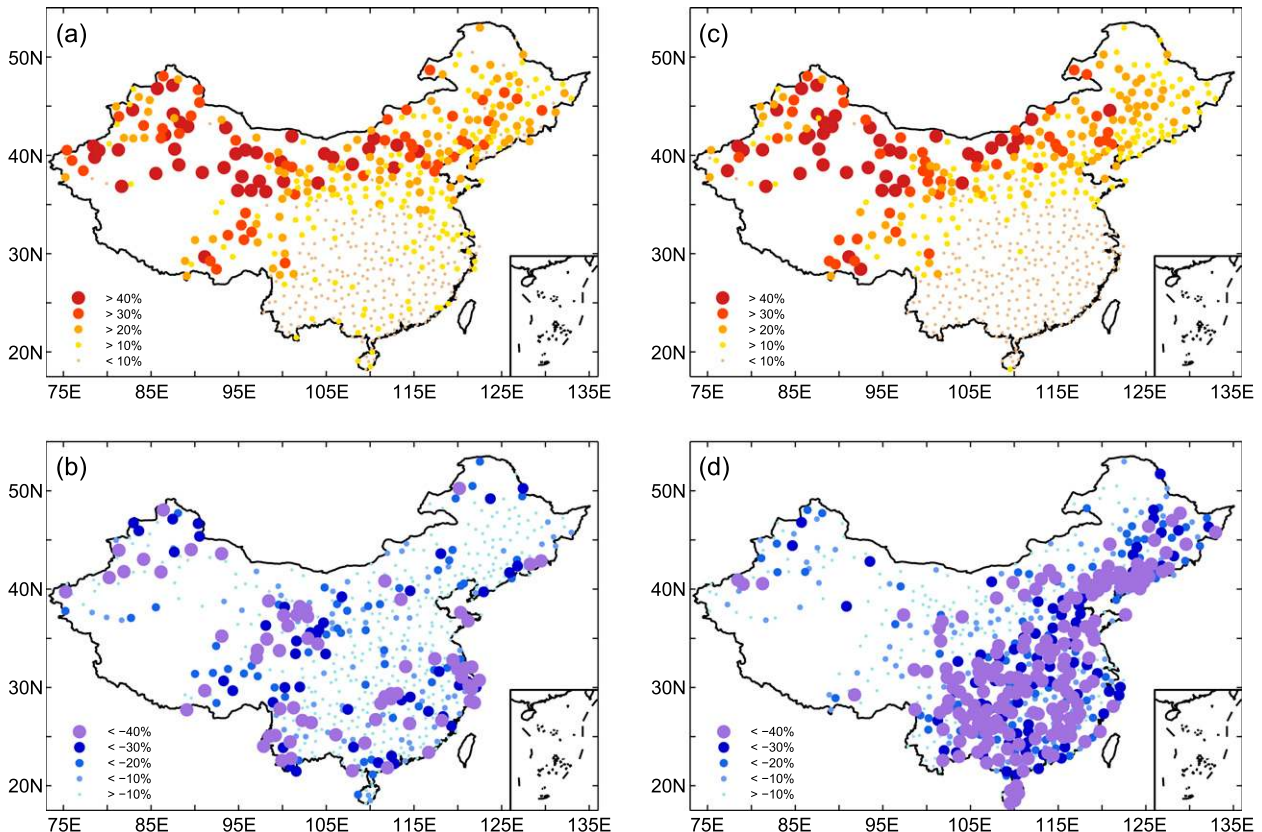 (a)
50N
40N
30N
20N
> 40%
> 30%
> 20%
> 10%
< 10%
75E 85E 95E 105E 115E 125E 135E
(c)
50N
40N
30N
20N
> 40%
> 30%
> 20%
> 10%
< 10%
75E 85E 95E 105E 115E 125E 135E
(b)
50N
40N
30N
20N
< −40%
< −30%
< −20%
< −10%
> −10%
75E 85E 95E 105E 115E 125E 135E
(d)
50N
40N
30N
20N
< −40%
< −30%
< −20%
< −10%
> −10%
75E 85E 95E 105E 115E 125E 135E